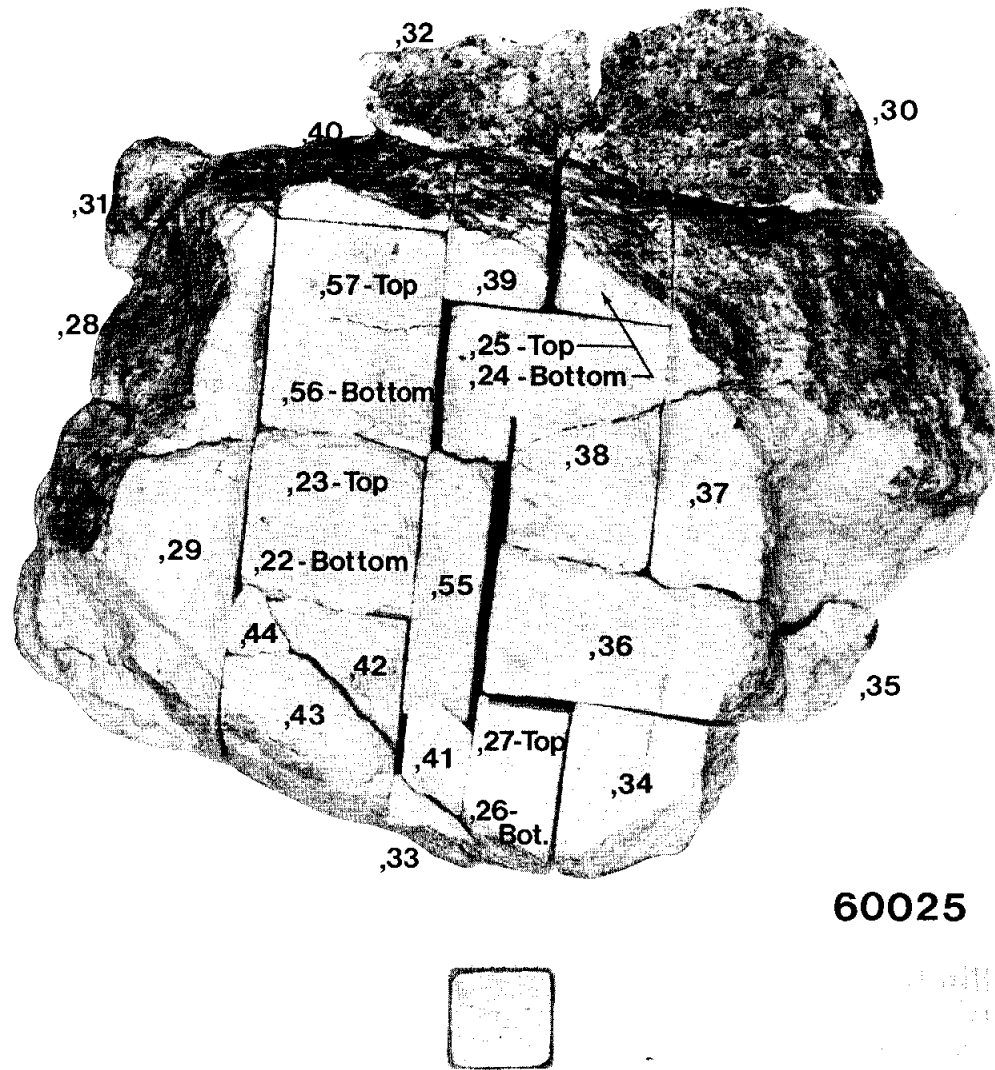 ,32
,30
,40
,31
,57-Top
,39
,28
,25-Top
,24-Bottom
,56-Bottom
,38
,23-Top
,37
,29
,22-Bottom
,55
,44
,36
,42
,35
,43
,27-Top
,41
,34
,26-
Bot.
,33
60025